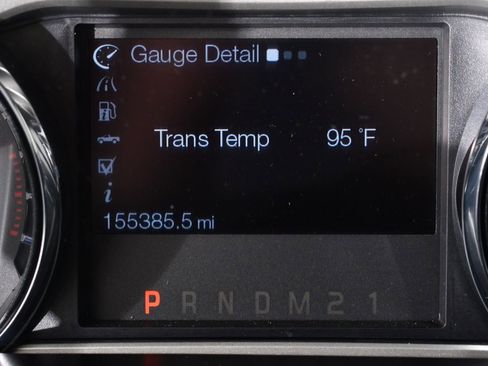 Gauge Detail
Trans Temp 95 °F
i
155385.5 mi
P R N D M 2 1